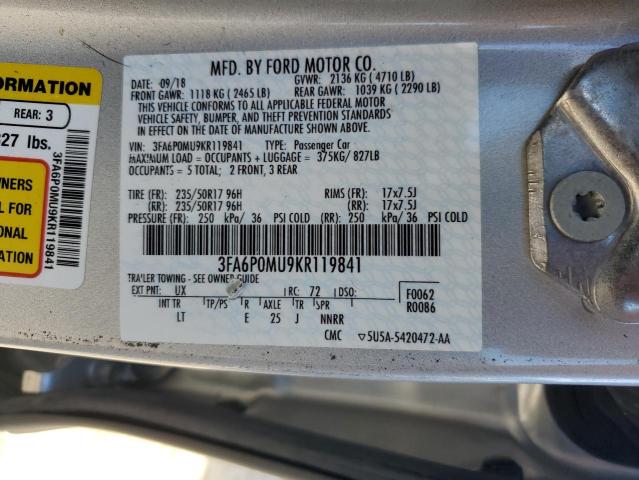 MFD. BY FORD MOTOR CO.
DATE: 09/18 GVWR: 2136 KG ( 4710 LB)
FRONT GAWR: 1118 KG ( 2465 LB) REAR GAWR: 1039 KG ( 2290 LB)
THIS VEHICLE CONFORMS TO ALL APPLICABLE FEDERAL MOTOR
VEHICLE SAFETY, BUMPER, AND THEFT PREVENTION STANDARDS
IN EFFECT ON THE DATE OF MANUFACTURE SHOWN ABOVE.
VIN: 3FA6P0MU9KR119841 TYPE: Passenger Car
MAXIMUM LOAD = OCCUPANTS + LUGGAGE = 375KG/ 827LB
OCCUPANTS = 5 TOTAL; 2 FRONT, 3 REAR
TIRE (FR): 235/50R17 96H RIMS (FR): 17x7.5J
(RR): 235/50R17 96H (RR): 17x7.5J
PRESSURE (FR): 250 kPa/ 36 PSI COLD (RR): 250 kPa/ 36 PSI COLD
3FA6P0MU9KR119841
TRAILER TOWING - SEE OWNER GUIDE
EXT PNT: UX RC: 72 DSO: F0062
INT TR TP/PS R AXLE TR SPR R0086
LT E 25 J NNRR
CMC 5U5A-5420472-AA
ORMATION
REAR: 3
827 lbs.
WNERS
L FOR
ONAL
ON
3FA6P0MU9KR119841